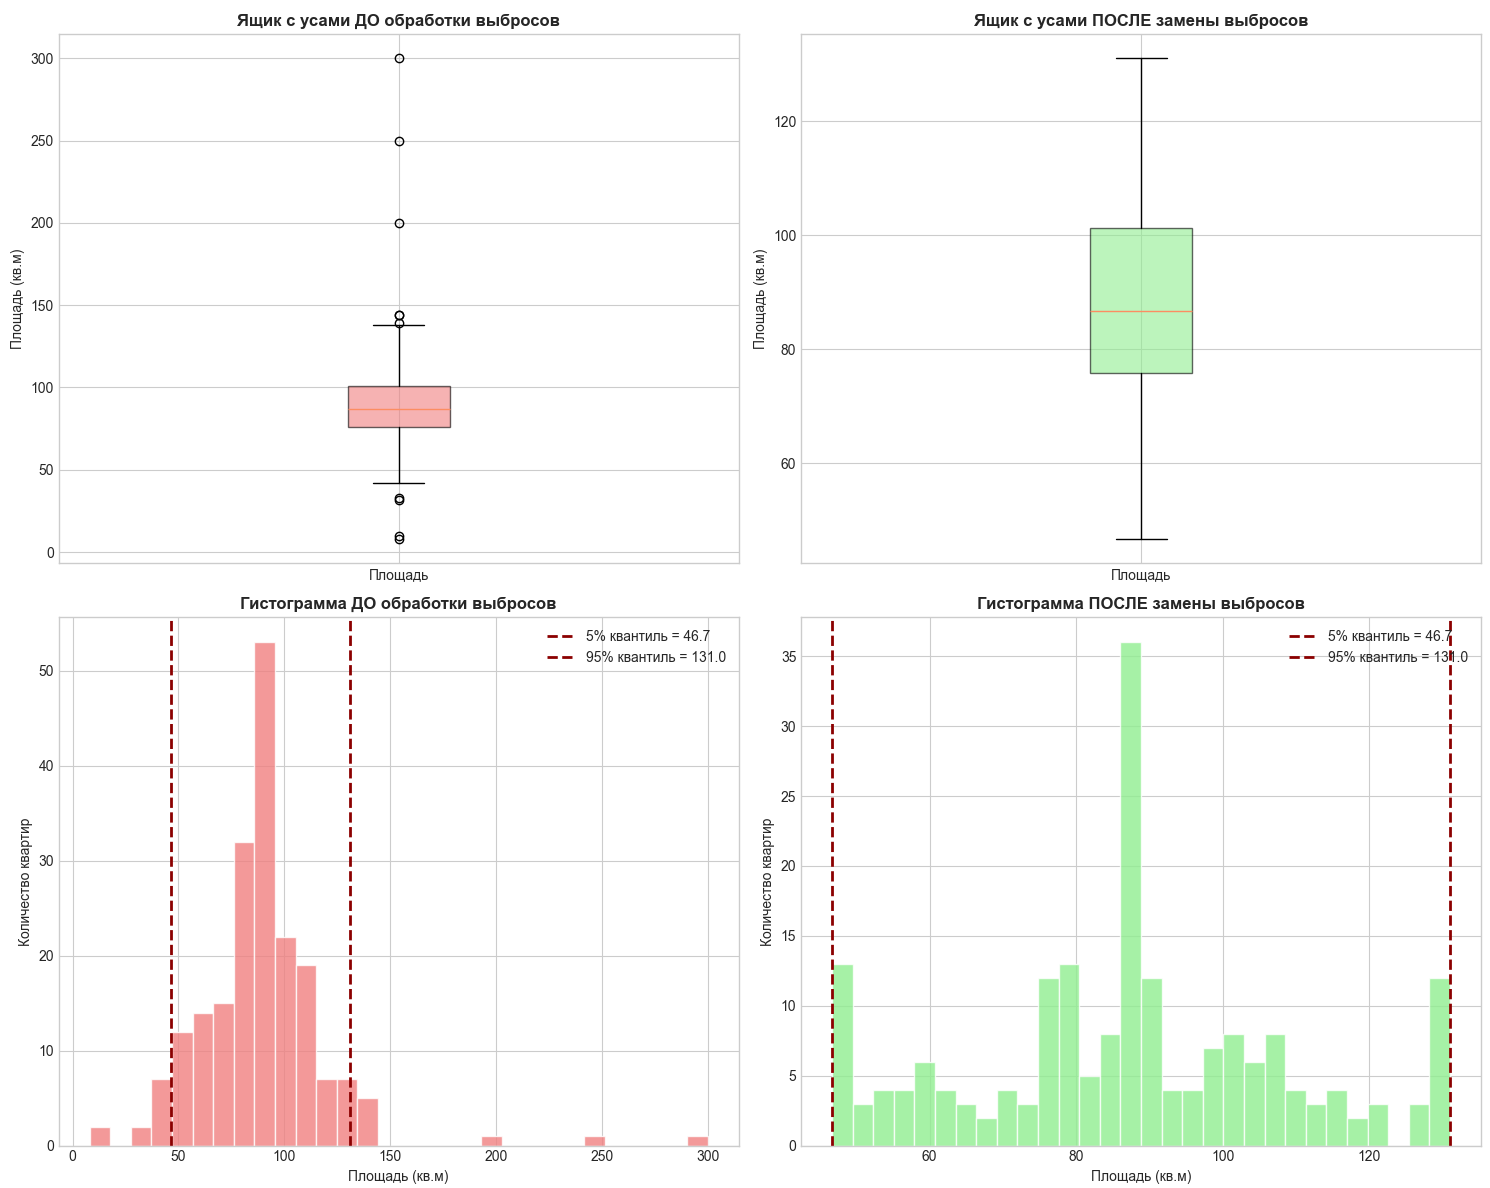 Ящик с усами ДО обработки выбросов
300
250
200
150
100
50
0
Площадь (кв.м)
Площадь
Ящик с усами ПОСЛЕ замены выбросов
120
100
80
60
Площадь (кв.м)
Площадь
Гистограмма ДО обработки выбросов
5% квантиль = 46.7
95% квантиль = 131.0
50
40
30
20
10
0
Количество квартир
0 50 100 150 200 250 300
Площадь (кв.м)
Гистограмма ПОСЛЕ замены выбросов
5% квантиль = 46.7
95% квантиль = 131.0
35
30
25
20
15
10
5
0
Количество квартир
60 80 100 120
Площадь (кв.м)